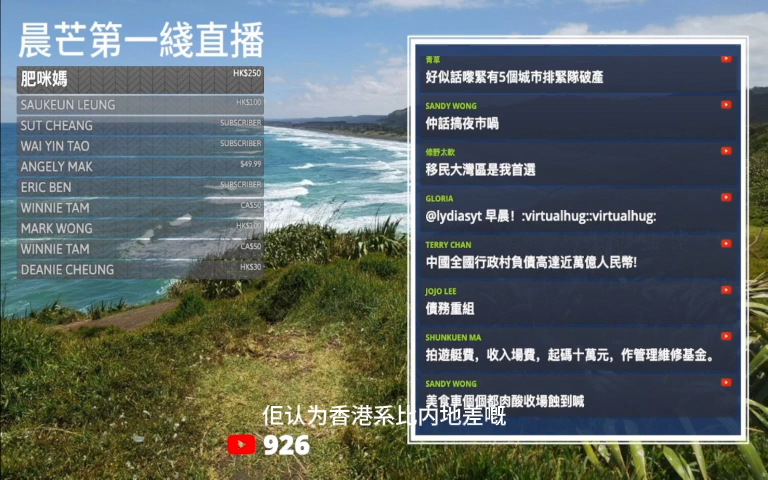 晨芒第一綫直播
肥咪媽 HK$250
SAUKEUN LEUNG HK$100
SUT CHEANG SUBSCRIBER
WAI YIN TAO SUBSCRIBER
ANGELY MAK $49.99
ERIC BEN SUBSCRIBER
WINNIE TAM CA$50
MARK WONG HK$100
WINNIE TAM CA$50
DEANIE CHEUNG HK$30
青草
好似話嚟緊有5個城市排緊隊破產
SANDY WONG
仲話搞夜市喎
修野太軟
移民大灣區是我首選
GLORIA
@lydiasyt 早晨！:virtualhug::virtualhug:
TERRY CHAN
中國全國行政村負債高達近萬億人民幣!
JOJO LEE
債務重組
SHUNKUEN MA
拍遊艇費，收入場費，起碼十萬元，作管理維修基金。
SANDY WONG
美食車個個都肉酸收場蝕到喊
佢认为香港系比内地差嘅
926